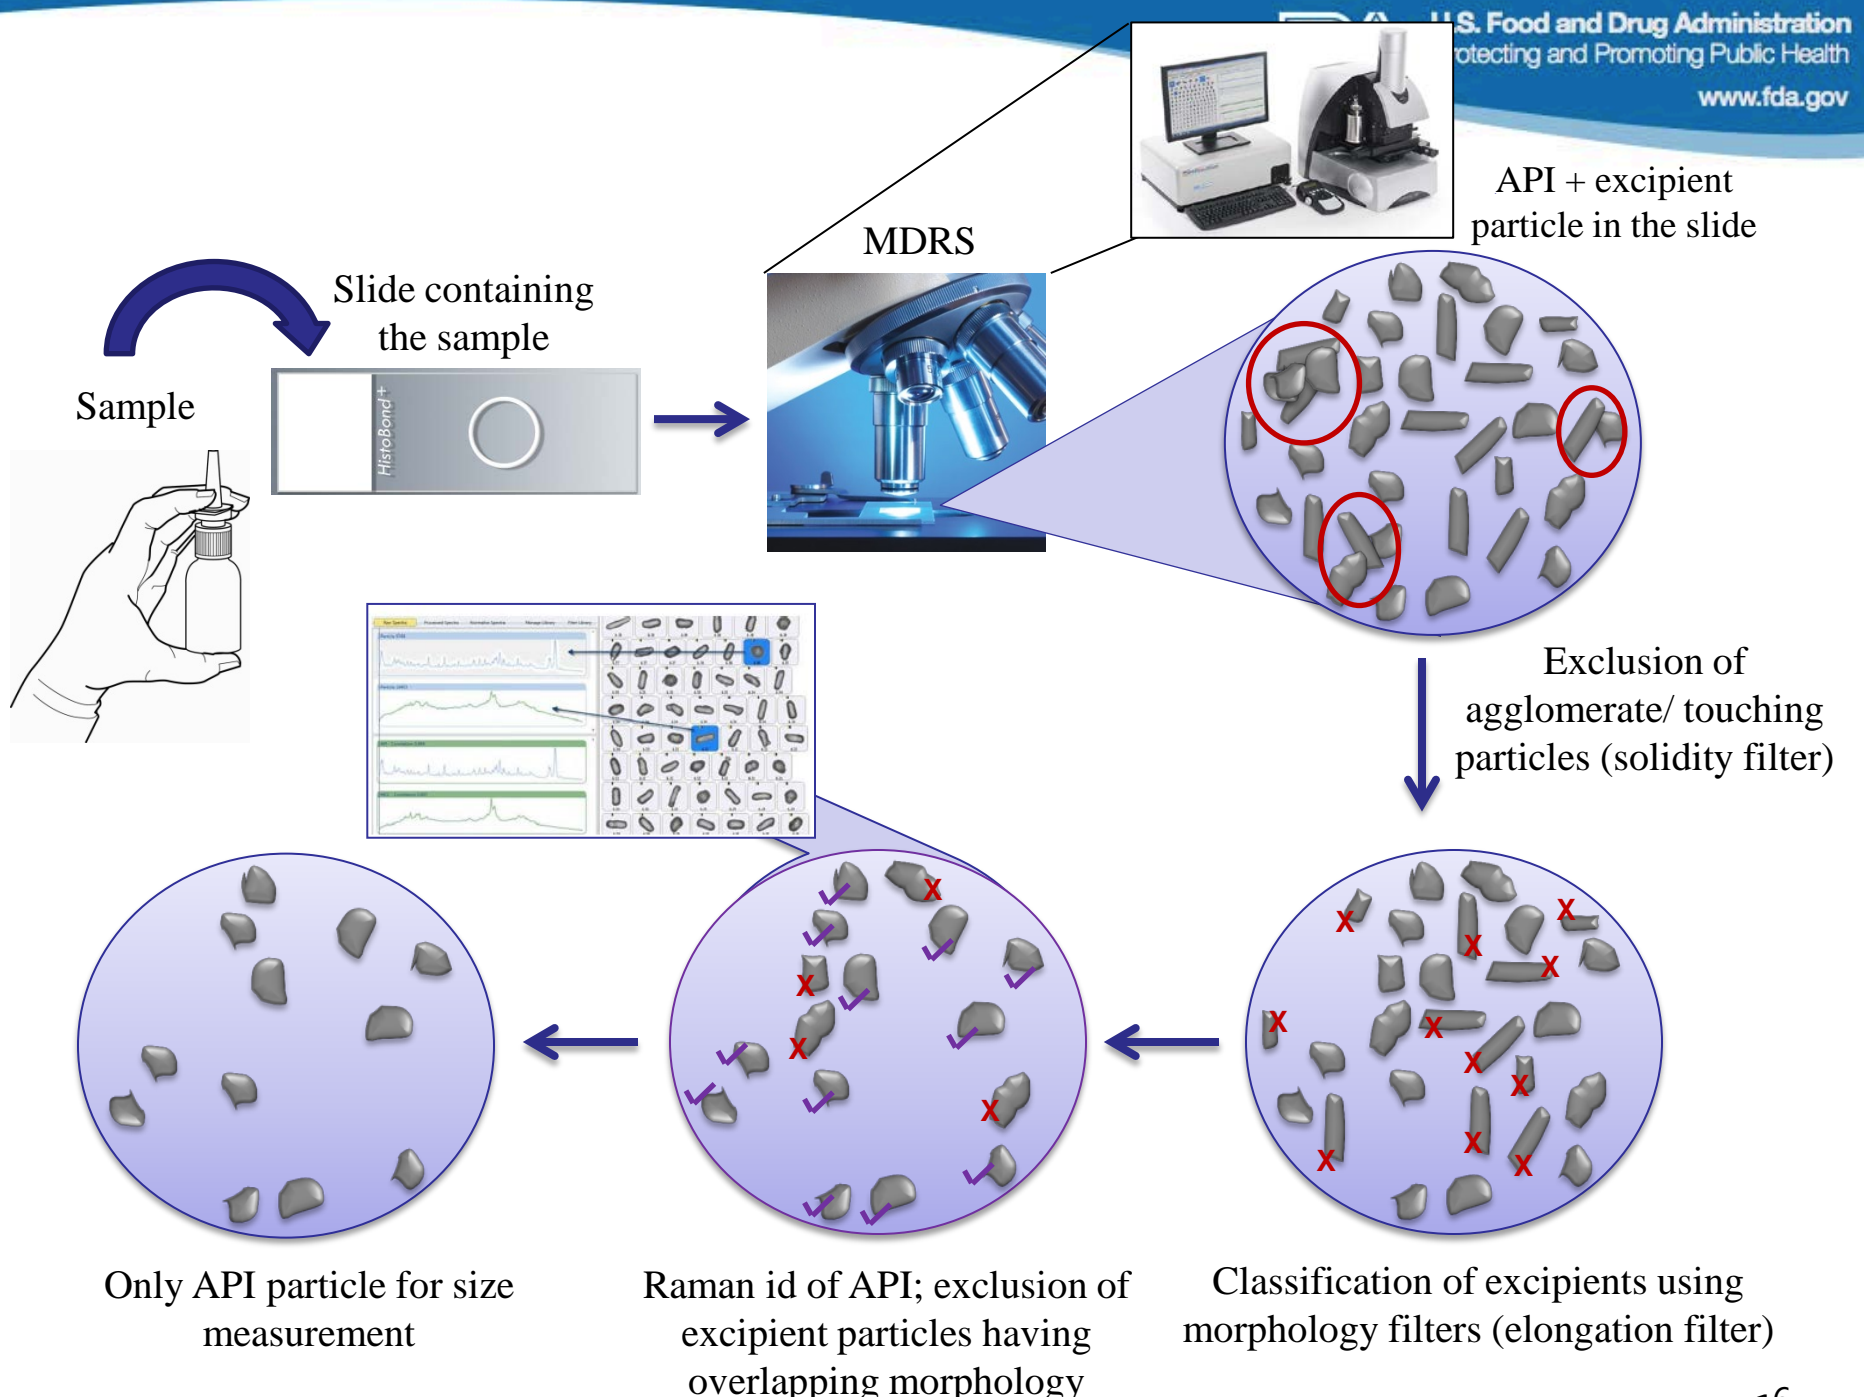 U.S. Food and Drug Administration
Protecting and Promoting Public Health
www.fda.gov
API + excipient
particle in the slide
MDRS
Slide containing
the sample
Sample
HistoBond+
Exclusion of
agglomerate/ touching
particles (solidity filter)
X X X X X X X X X X X X
X X X X
Only API particle for size
measurement
Raman id of API; exclusion of
excipient particles having
overlapping morphology
Classification of excipients using
morphology filters (elongation filter)